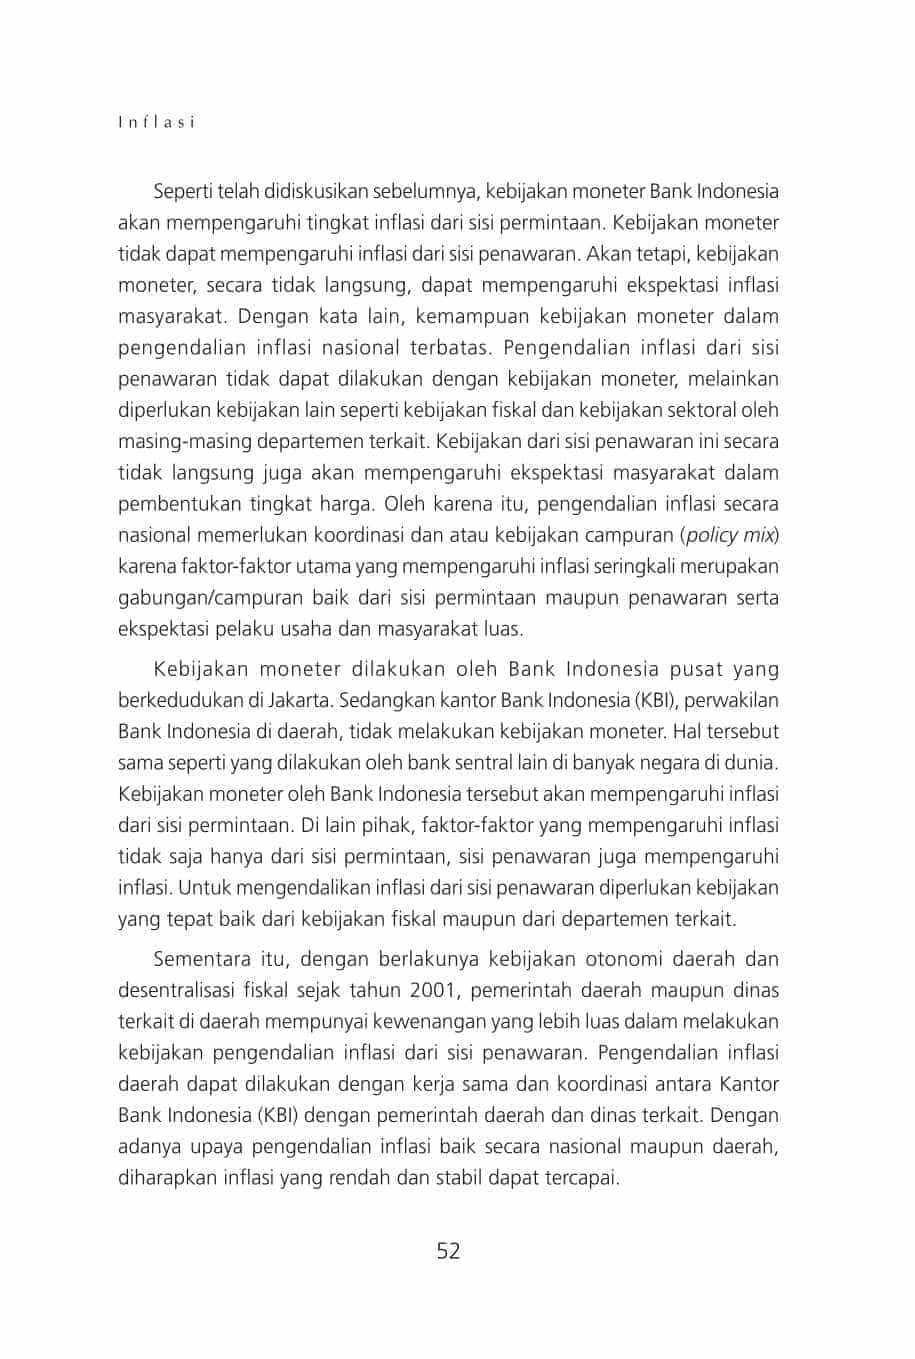 Inflasi
Seperti telah didiskusikan sebelumnya, kebijakan moneter Bank Indonesia
akan mempengaruhi tingkat inflasi dari sisi permintaan. Kebijakan moneter
tidak dapat mempengaruhi inflasi dari sisi penawaran. Akan tetapi, kebijakan
moneter, secara tidak langsung, dapat mempengaruhi ekspektasi inflasi
masyarakat. Dengan kata lain, kemampuan kebijakan moneter dalam
pengendalian inflasi nasional terbatas. Pengendalian inflasi dari sisi
penawaran tidak dapat dilakukan dengan kebijakan moneter, melainkan
diperlukan kebijakan lain seperti kebijakan fiskal dan kebijakan sektoral oleh
masing-masing departemen terkait. Kebijakan dari sisi penawaran ini secara
tidak langsung juga akan mempengaruhi ekspektasi masyarakat dalam
pembentukan tingkat harga. Oleh karena itu, pengendalian inflasi secara
nasional memerlukan koordinasi dan atau kebijakan campuran (policy mix)
karena faktor-faktor utama yang mempengaruhi inflasi seringkali merupakan
gabungan/campuran baik dari sisi permintaan maupun penawaran serta
ekspektasi pelaku usaha dan masyarakat luas.
Kebijakan moneter dilakukan oleh Bank Indonesia pusat yang
berkedudukan di Jakarta. Sedangkan kantor Bank Indonesia (KBI), perwakilan
Bank Indonesia di daerah, tidak melakukan kebijakan moneter. Hal tersebut
sama seperti yang dilakukan oleh bank sentral lain di banyak negara di dunia.
Kebijakan moneter oleh Bank Indonesia tersebut akan mempengaruhi inflasi
dari sisi permintaan. Di lain pihak, faktor-faktor yang mempengaruhi inflasi
tidak saja hanya dari sisi permintaan, sisi penawaran juga mempengaruhi
inflasi. Untuk mengendalikan inflasi dari sisi penawaran diperlukan kebijakan
yang tepat baik dari kebijakan fiskal maupun dari departemen terkait.
Sementara itu, dengan berlakunya kebijakan otonomi daerah dan
desentralisasi fiskal sejak tahun 2001, pemerintah daerah maupun dinas
terkait di daerah mempunyai kewenangan yang lebih luas dalam melakukan
kebijakan pengendalian inflasi dari sisi penawaran. Pengendalian inflasi
daerah dapat dilakukan dengan kerja sama dan koordinasi antara Kantor
Bank Indonesia (KBI) dengan pemerintah daerah dan dinas terkait. Dengan
adanya upaya pengendalian inflasi baik secara nasional maupun daerah,
diharapkan inflasi yang rendah dan stabil dapat tercapai.
52